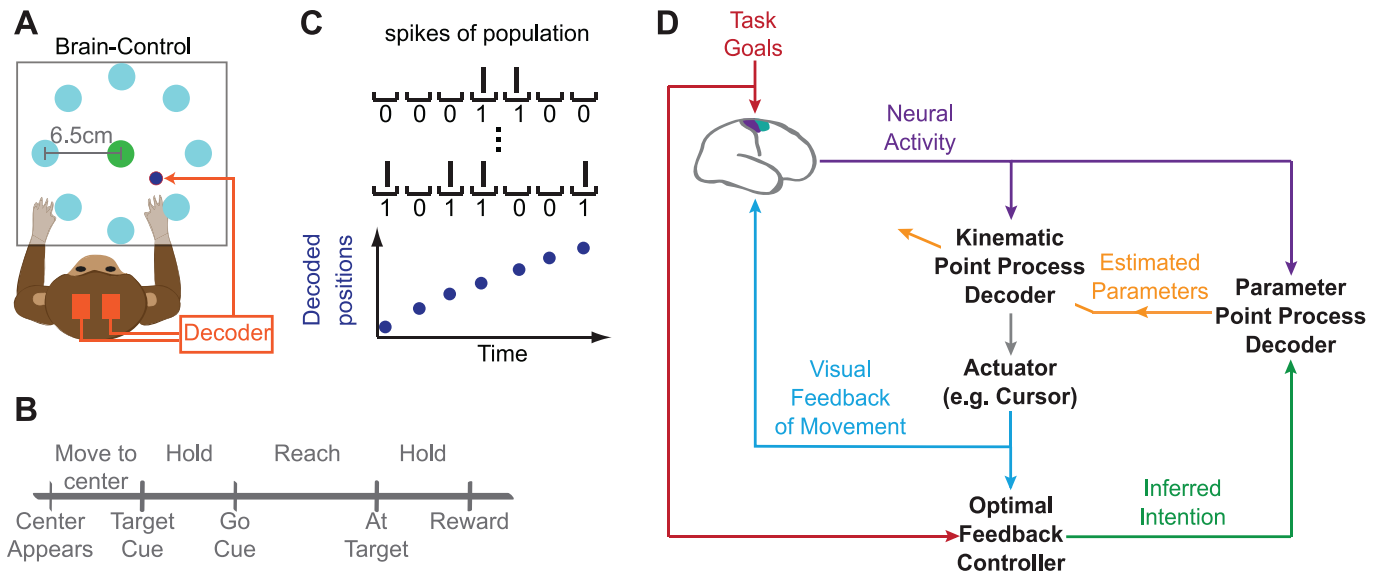 A
Brain-Control
6.5cm
Decoder
B
Move to
center
Hold
Reach
Hold
Center
Appears
Target
Cue
Go
Cue
At
Target
Reward
C
spikes of population
0 0 0 1 1 0 0
1 0 1 1 0 0 1
Decoded
positions
Time
D
Task
Goals
Neural
Activity
Kinematic
Point Process
Decoder
Estimated
Parameters
Parameter
Point Process
Decoder
Actuator
(e.g. Cursor)
Visual
Feedback
of Movement
Optimal
Feedback
Controller
Inferred
Intention